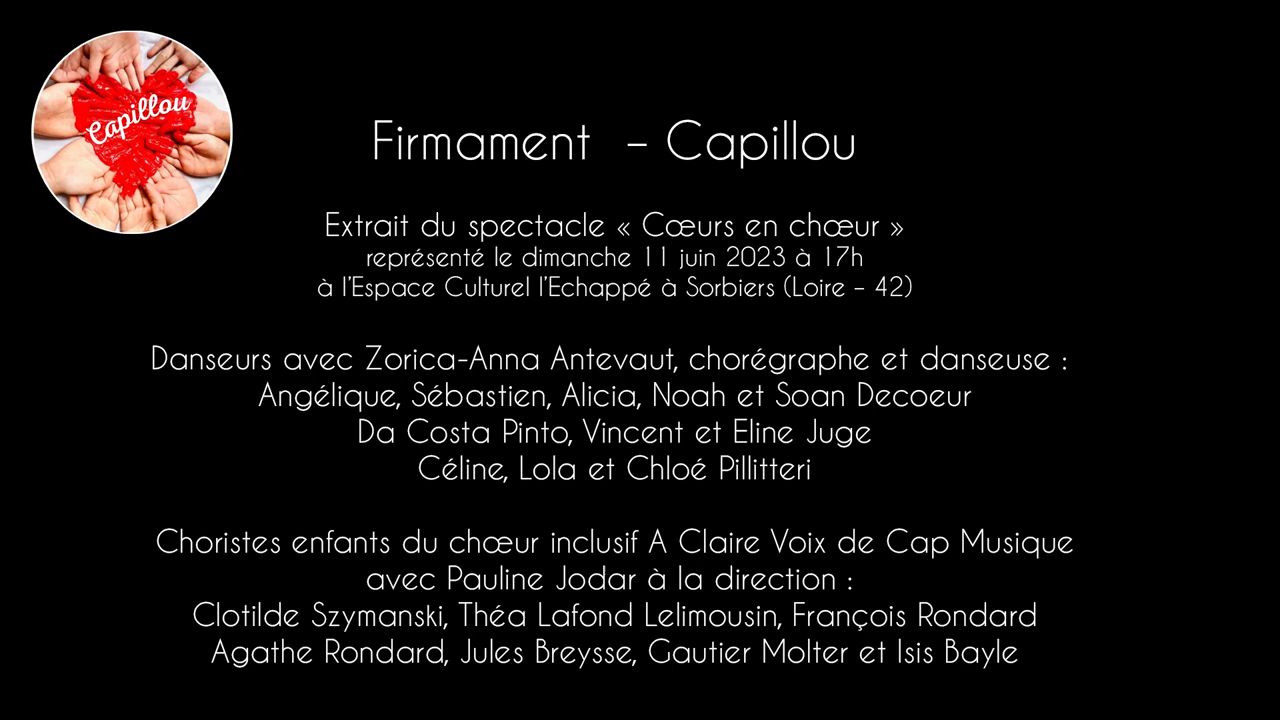 Capillou
Firmament – Capillou
Extrait du spectacle « Cœurs en chœur »
représenté le dimanche 11 juin 2023 à 17h
à l'Espace Culturel l'Echappé à Sorbiers (Loire – 42)
Danseurs avec Zorica-Anna Antevaut, chorégraphe et danseuse :
Angélique, Sébastien, Alicia, Noah et Soan Decoeur
Da Costa Pinto, Vincent et Eline Juge
Céline, Lola et Chloé Pillitteri
Choristes enfants du chœur inclusif A Claire Voix de Cap Musique
avec Pauline Jodar à la direction :
Clotilde Szymanski, Théa Lafond Lelimousin, François Rondard
Agathe Rondard, Jules Breysse, Gautier Molter et Isis Bayle